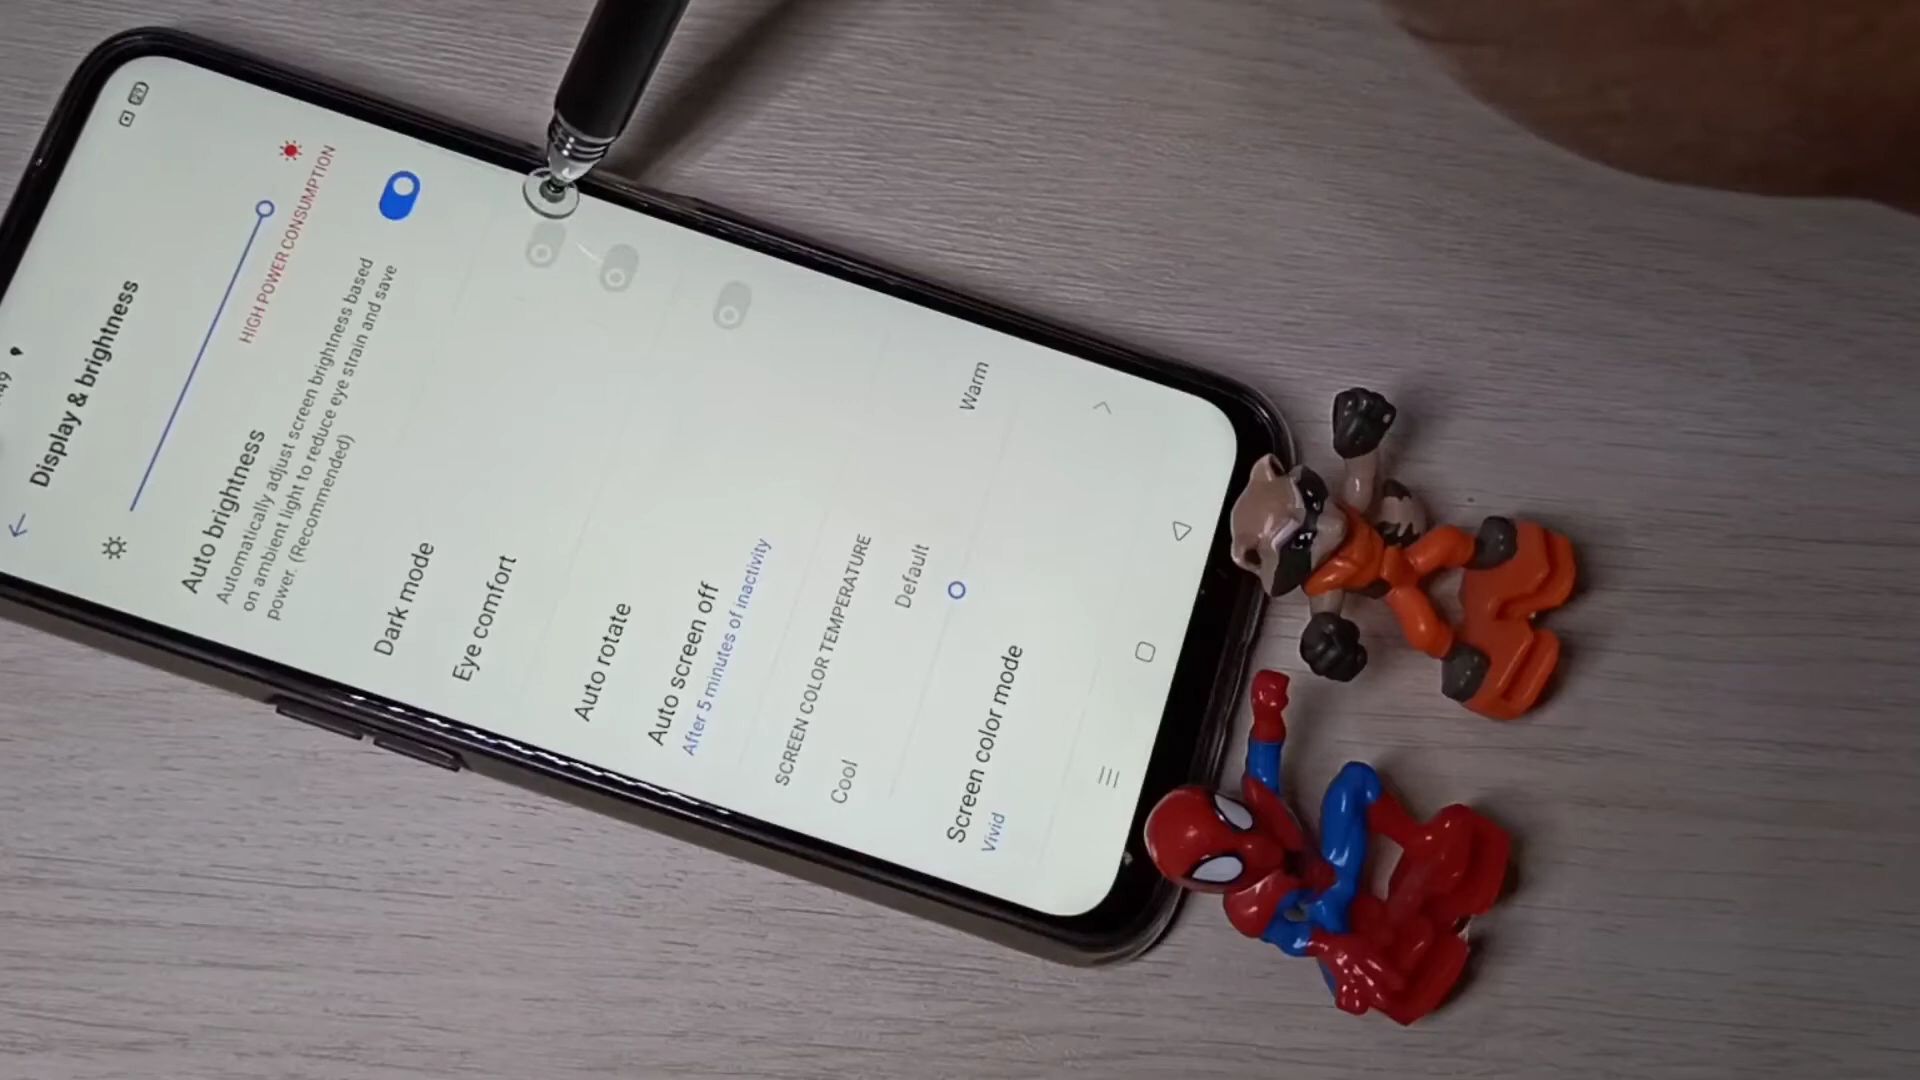 Display & brightness
HIGH POWER CONSUMPTION
Auto brightness
Automatically adjust screen brightness based
on ambient light to reduce eye strain and save
power. (Recommended)
Dark mode
Eye comfort
Auto rotate
Auto screen off
After 5 minutes of inactivity
SCREEN COLOR TEMPERATURE
Cool
Default
Warm
Screen color mode
Vivid